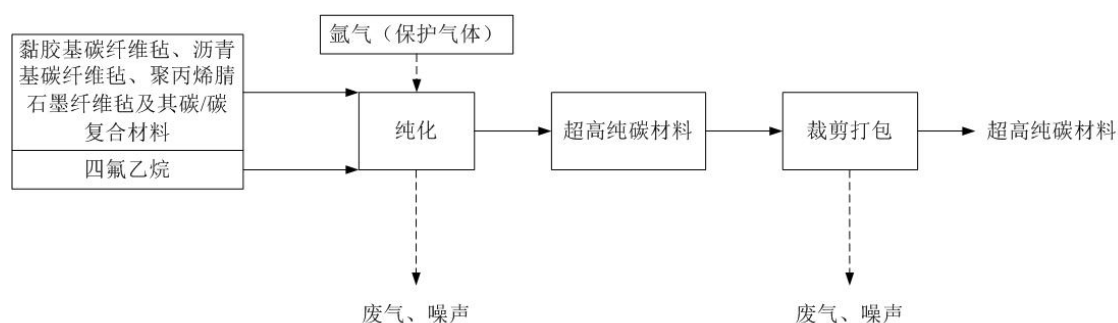 氩气（保护气体）
黏胶基碳纤维毡、沥青
基碳纤维毡、聚丙烯腈
石墨纤维毡及其碳/碳
复合材料
四氟乙烷
纯化
超高纯碳材料
裁剪打包
超高纯碳材料
废气、噪声
废气、噪声